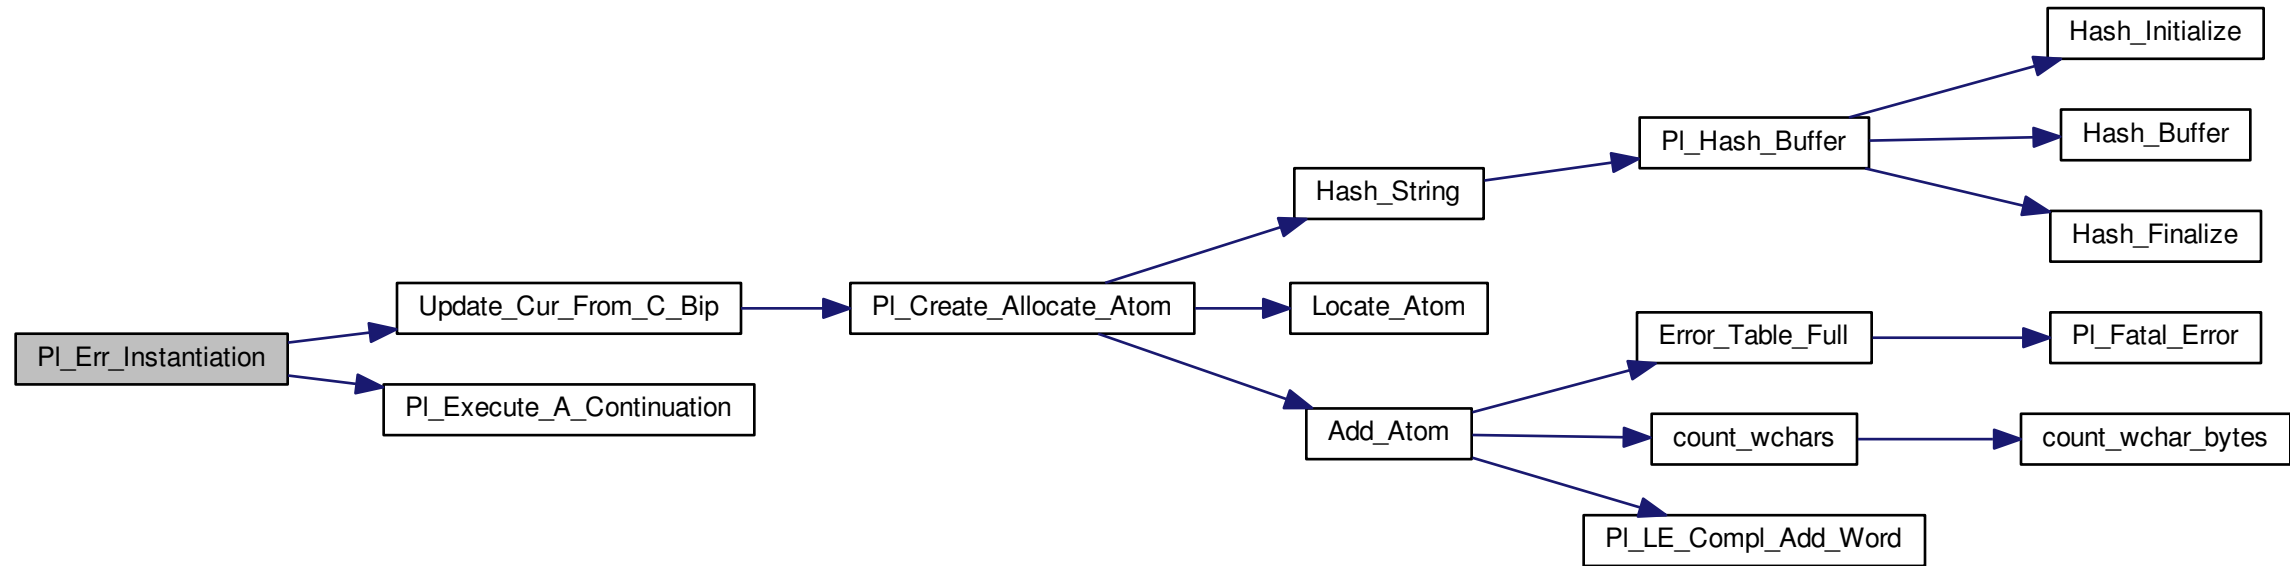 Hash_Initialize
Hash_Buffer
Pl_Hash_Buffer
Hash_String
Hash_Finalize
Update_Cur_From_C_Bip
Pl_Create_Allocate_Atom
Locate_Atom
Error_Table_Full
Pl_Fatal_Error
Pl_Err_Instantiation
Pl_Execute_A_Continuation
Add_Atom
count_wchars
count_wchar_bytes
Pl_LE_Compl_Add_Word